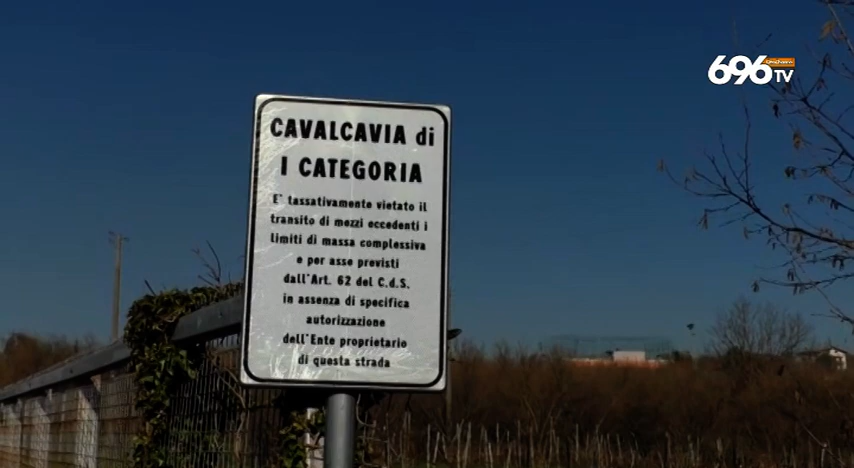 696
TV
CAVALCAVIA di
I CATEGORIA
E' tassativamente vietato il
transito di mezzi eccedenti i
limiti di massa complessiva
e per asse previsti
dall'Art. 62 del C.d.S.
in assenza di specifica
autorizzazione
dell'Ente proprietario
di questa strada